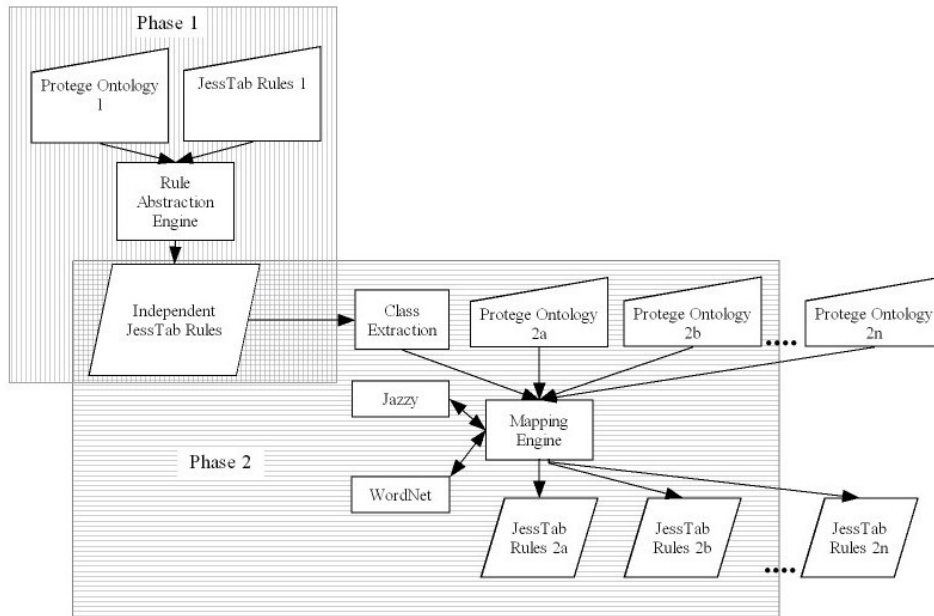 Phase 1
Protege Ontology
1
JessTab Rules 1
Rule
Abstraction
Engine
Independent
JessTab Rules
Class
Extraction
Protege Ontology
2a
Protege Ontology
2b
....
Protege Ontology
2n
Jazzy
Mapping
Engine
Phase 2
WordNet
JessTab
Rules 2a
JessTab
Rules 2b
....
JessTab
Rules 2n